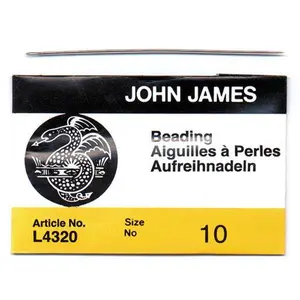 JOHN JAMES
Beading
Aiguilles à Perles
Aufreihnadeln
Article No.
L4320
Size
No
10